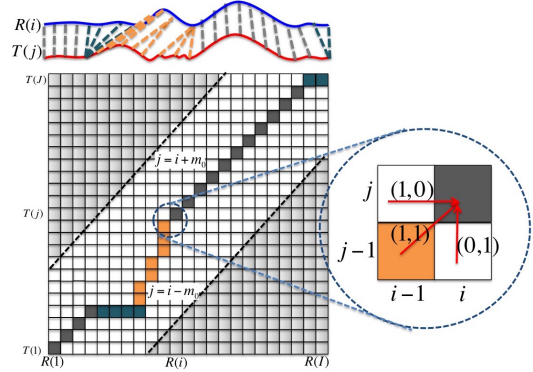 R(i)
T(j)
T(J)
j = i + m₀
T(j)
j = i − m₀
T(1)
R(1)
R(i)
R(I)
j
(1,0)
j−1
(1,1)
(0,1)
i−1
i